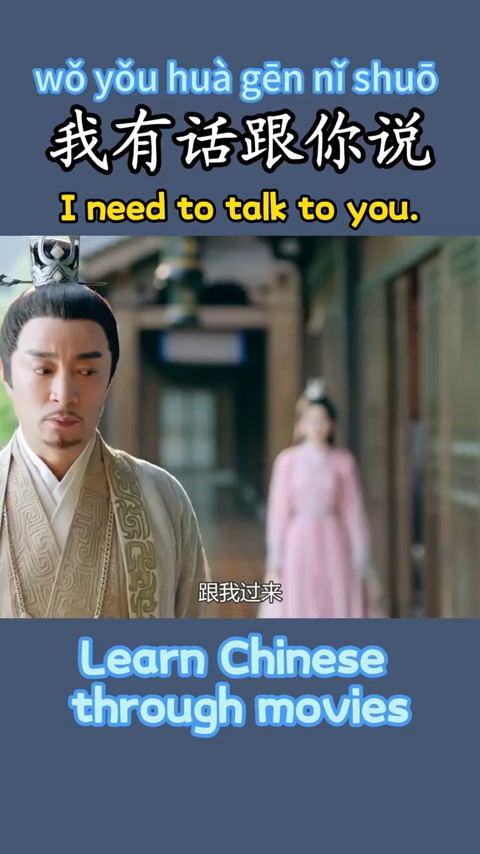 wǒ yǒu huà gēn nǐ shuō
我有话跟你说
I need to talk to you.
跟我过来
Learn Chinese
through movies